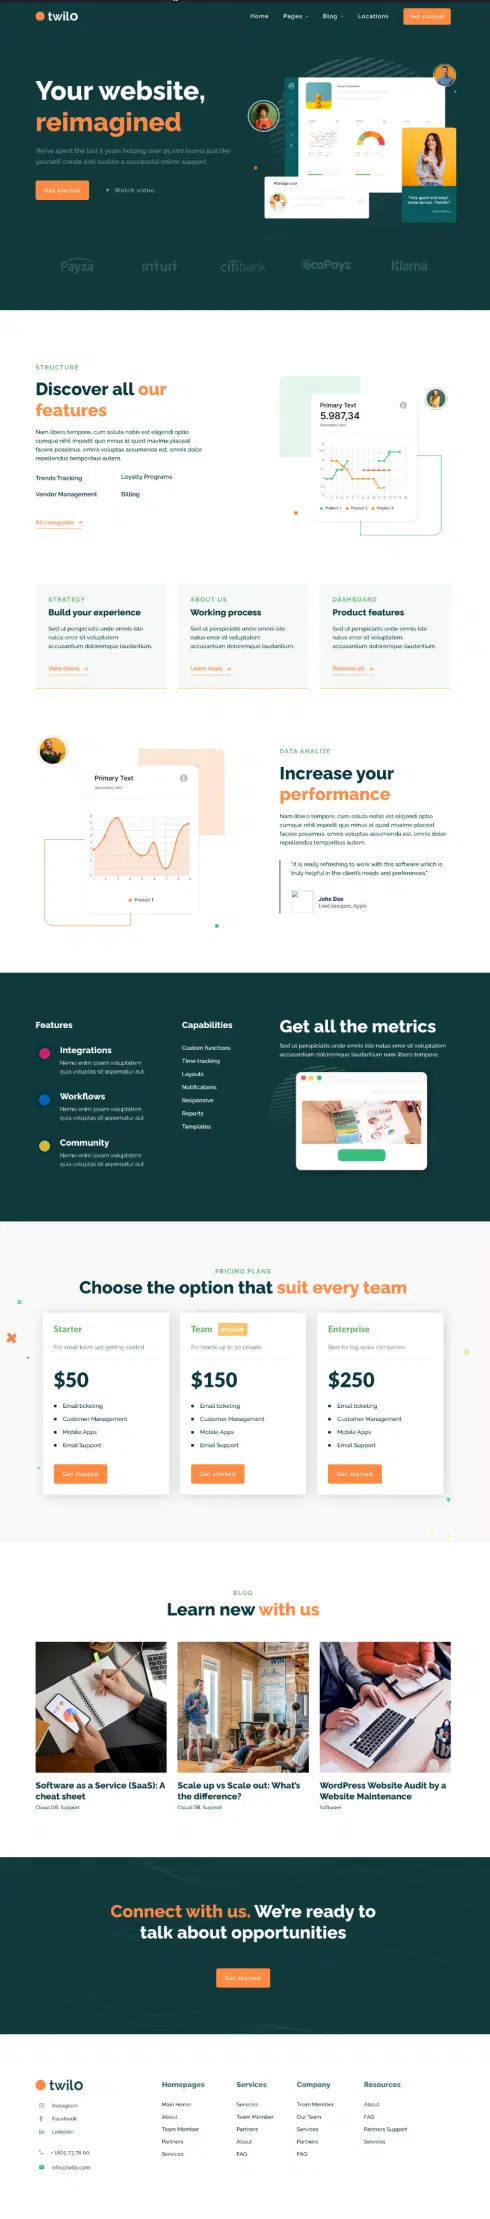 twilo
Home Pages Blog Locations Get started
Your website,
reimagined
We've spent the last 5 years helping over 25,000 teams just like
yourself create and sustain a successful online support.
Get started
Watch video
Manage user
"Very quick and easy!
Great service. Thanks!"
Payza
intuit
citibank
ecoPayz
Klarna
STRUCTURE
Discover all our
features
Nam libero tempore, cum soluta nobis est eligendi optio
cumque nihil impedit quo minus id quod maxime placeat
facere possimus, omnis voluptas assumenda est, omnis dolor
repellendus temporibus autem.
Trends Tracking
Loyalty Programs
Vendor Management
Billing
All categories
Primary Text
5.987,34
Secondary text
Product 1
Product 2
Product 3
STRATEGY
Build your experience
Sed ut perspiciatis unde omnis iste
natus error sit voluptatem
accusantium doloremque laudantium.
View demo
ABOUT US
Working process
Sed ut perspiciatis unde omnis iste
natus error sit voluptatem
accusantium doloremque laudantium.
Learn more
DASHBOARD
Product features
Sed ut perspiciatis unde omnis iste
natus error sit voluptatem
accusantium doloremque laudantium.
Discover all
Primary Text
Secondary text
Product 1
DATA ANALIZE
Increase your
performance
Nam libero tempore, cum soluta nobis est eligendi optio
cumque nihil impedit quo minus id quod maxime placeat
facere possimus, omnis voluptas assumenda est, omnis dolor
repellendus temporibus autem.
"It is really refreshing to work with this software which is
truly helpful in the client's needs and preferences."
John Doe
Lead designer, Apple
Features
Integrations
Nemo enim ipsam voluptatem
quia voluptas sit aspernatur aut
Workflows
Nemo enim ipsam voluptatem
quia voluptas sit aspernatur aut
Community
Nemo enim ipsam voluptatem
quia voluptas sit aspernatur aut
Capabilities
Custom functions
Time tracking
Layouts
Notifications
Responsive
Reports
Templates
Get all the metrics
Sed ut perspiciatis unde omnis iste natus error sit voluptatem
accusantium doloremque laudantium nam libero tempore.
PRICING PLANS
Choose the option that suit every team
Starter
For small team just getting started
$50
Email ticketing
Customer Management
Mobile Apps
Email Support
Get started
Team
popular
For teams up to 30 people.
$150
Email ticketing
Customer Management
Mobile Apps
Email Support
Get started
Enterprise
Best for big scale companies.
$250
Email ticketing
Customer Management
Mobile Apps
Email Support
Get started
BLOG
Learn new with us
WIN
Software as a Service (SaaS): A
cheat sheet
Cloud DB, Support
Scale up vs Scale out: What's
the difference?
Cloud DB, Support
WordPress Website Audit by a
Website Maintenance
Software
Connect with us. We're ready to
talk about opportunities
Get started
twilo
Instagram
Facebook
LinkedIn
+ 1805 73 78 00
info@twilo.com
Homepages
Main Home
About
Team Member
Partners
Services
Services
Services
Team Member
Partners
About
FAQ
Company
Team Member
Our Team
Services
Partners
FAQ
Resources
About
FAQ
Partners Support
Services